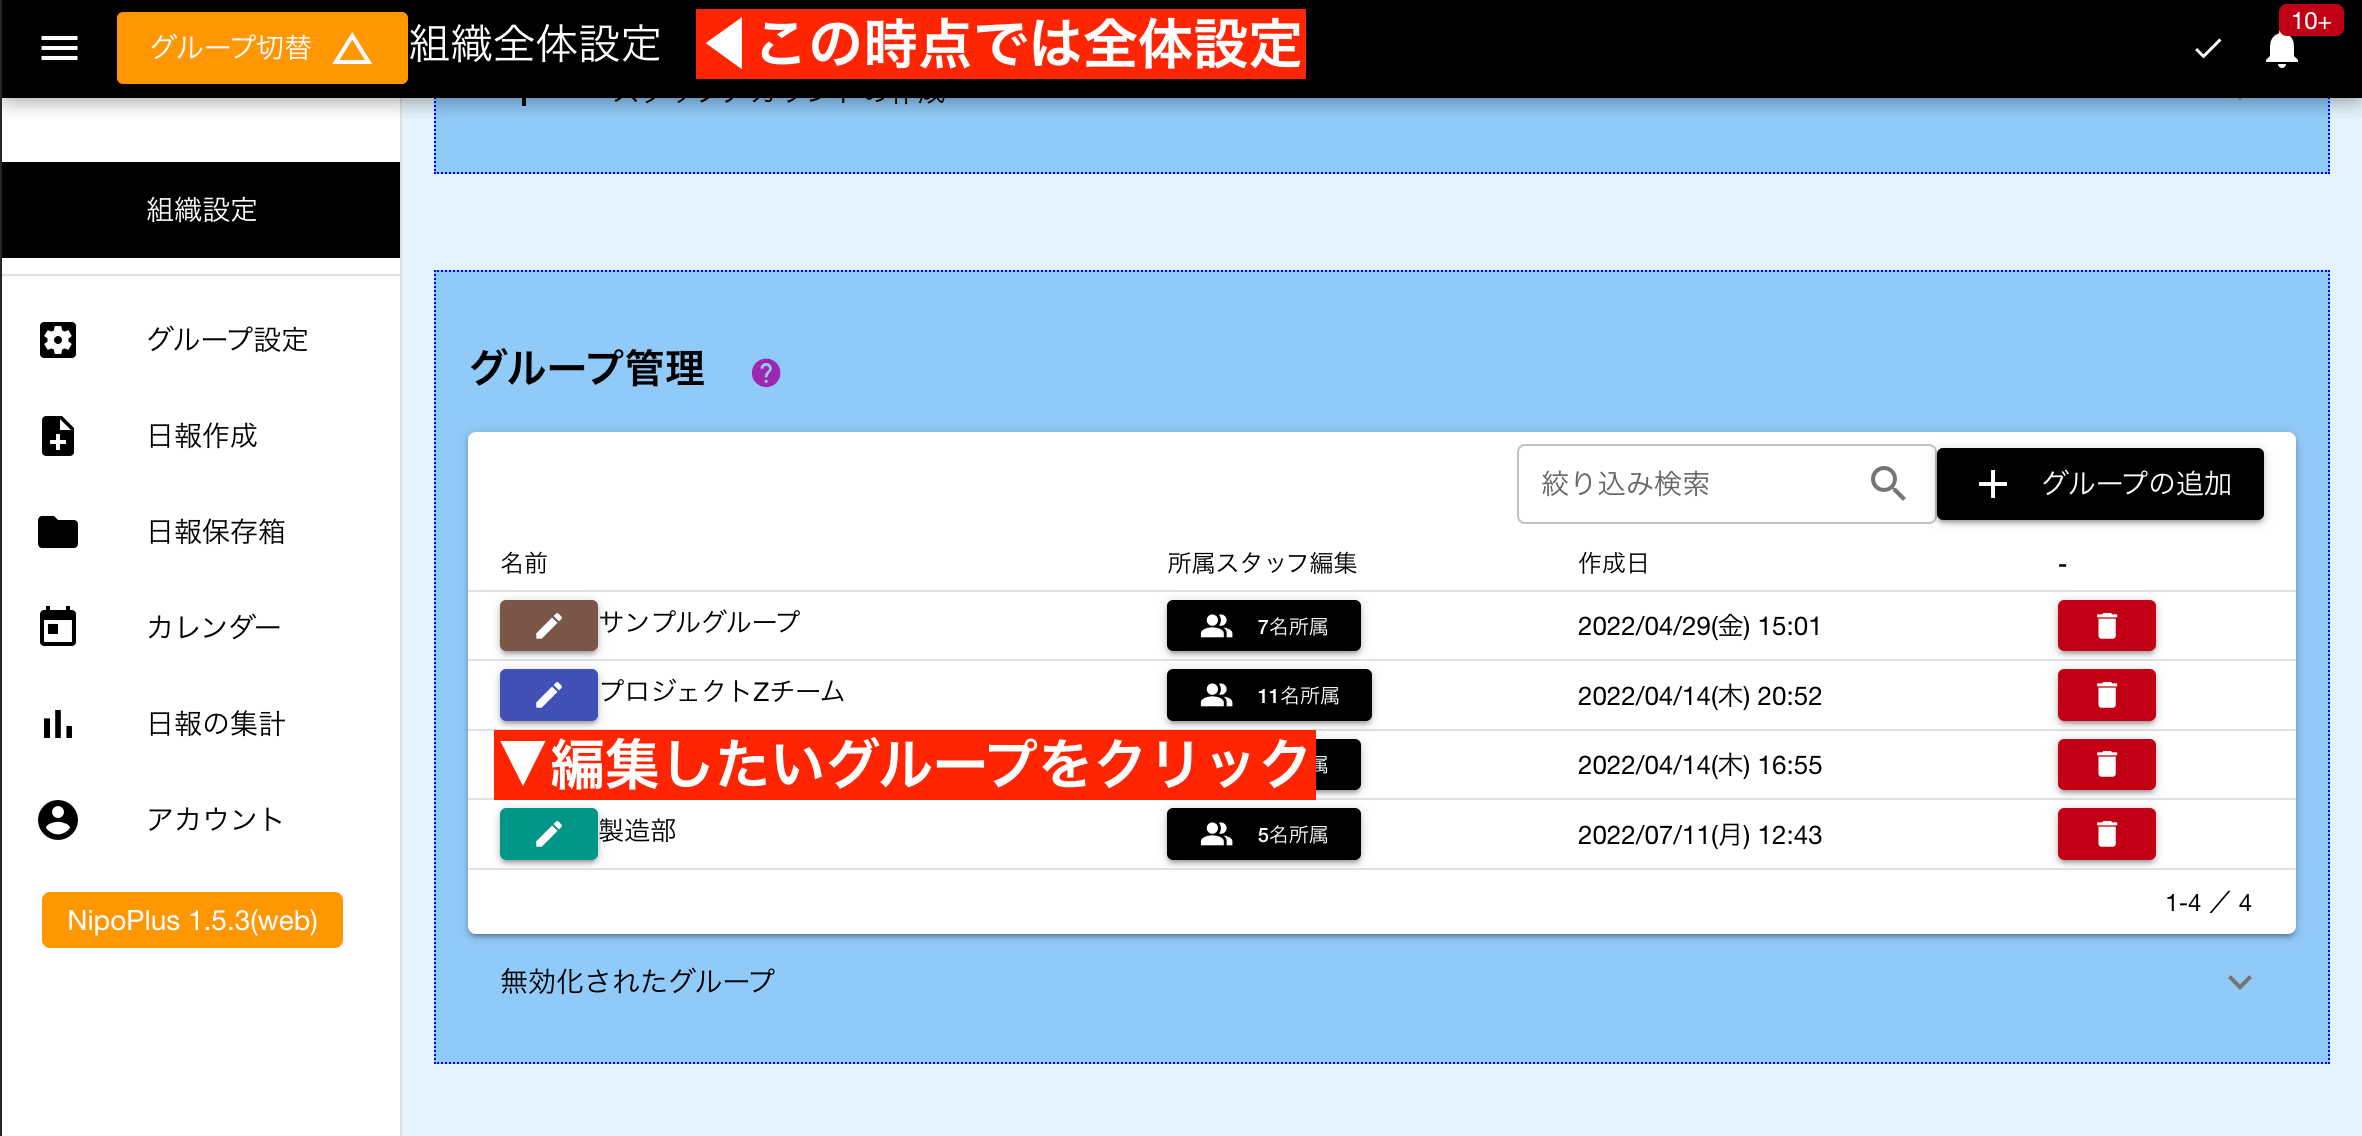 グループ切替
組織全体設定
◀この時点では全体設定
10+
組織設定
グループ設定
日報作成
日報保存箱
カレンダー
日報の集計
アカウント
NipoPlus 1.5.3(web)
グループ管理
?
絞り込み検索
グループの追加
名前
所属スタッフ編集
作成日
-
サンプルグループ
7名所属
2022/04/29(金) 15:01
プロジェクトZチーム
11名所属
2022/04/14(木) 20:52
▼編集したいグループをクリック
2022/04/14(木) 16:55
製造部
5名所属
2022/07/11(月) 12:43
1-4 ／ 4
無効化されたグループ